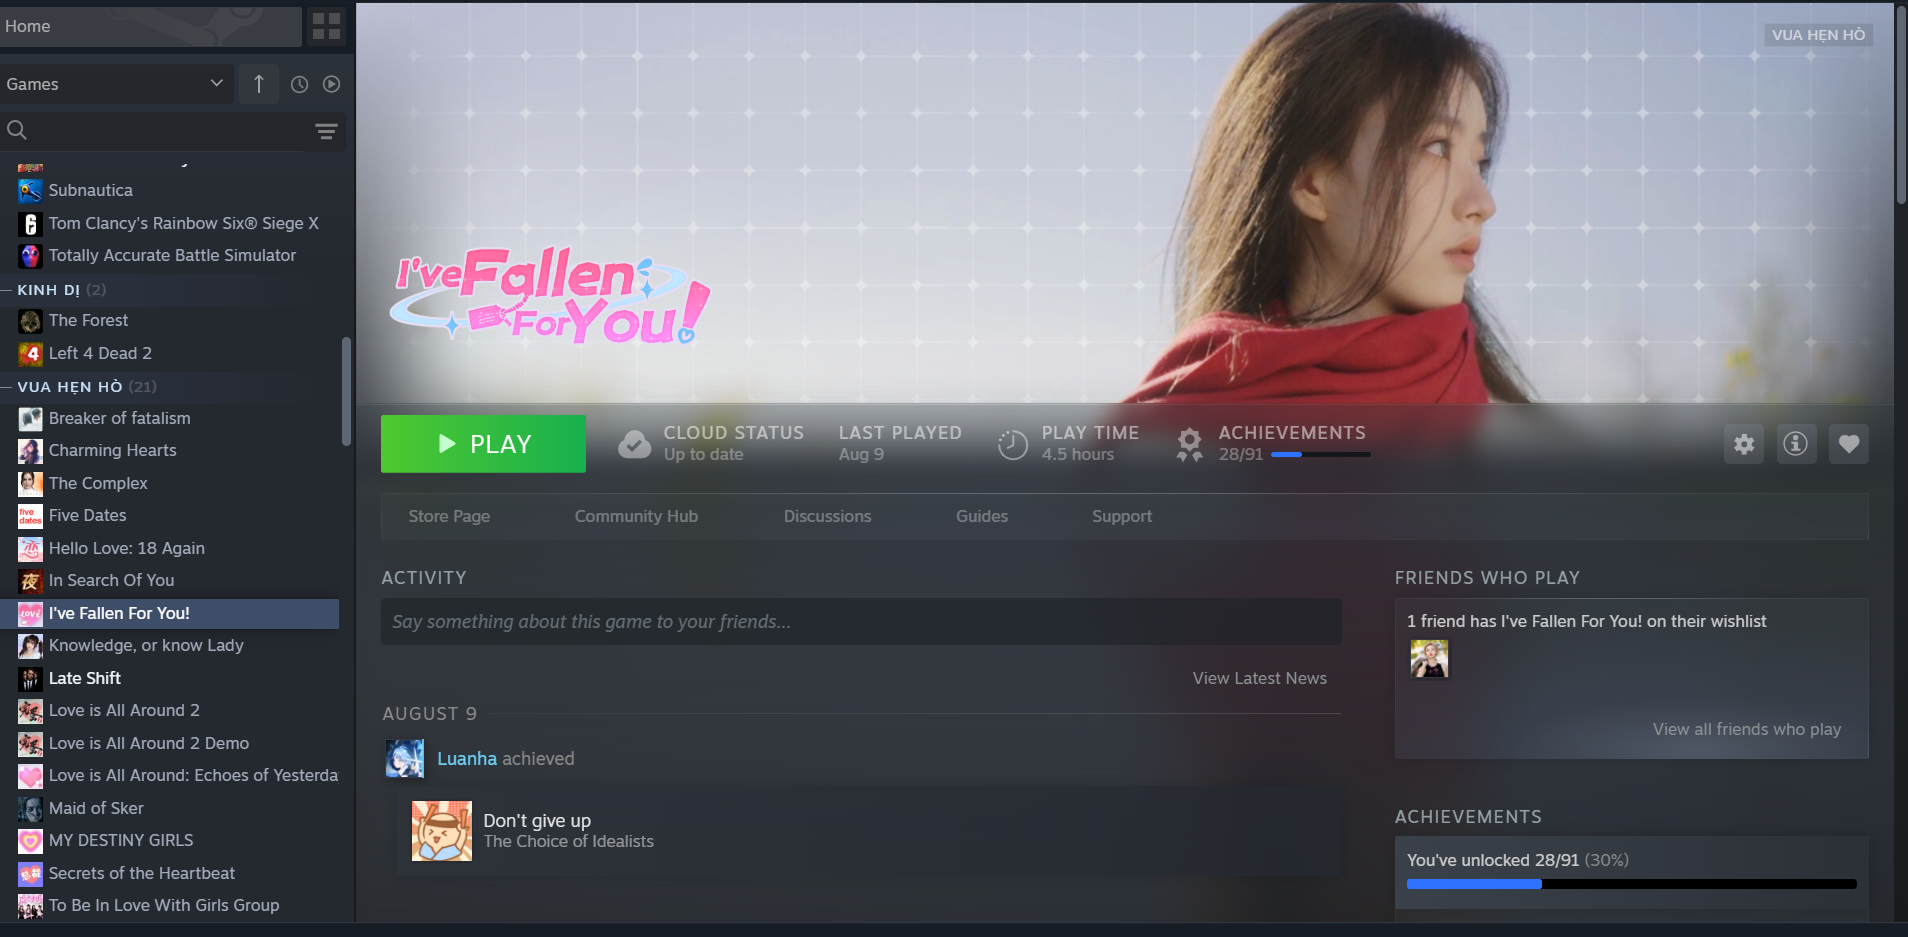 Home
Games
Subnautica
Tom Clancy's Rainbow Six® Siege X
Totally Accurate Battle Simulator
KINH DỊ (2)
The Forest
Left 4 Dead 2
VUA HẸN HÒ (21)
Breaker of fatalism
Charming Hearts
The Complex
five dates
Five Dates
Hello Love: 18 Again
夜
In Search Of You
LOVE
I've Fallen For You!
Knowledge, or know Lady
Late Shift
Love is All Around 2
Love is All Around 2 Demo
Love is All Around: Echoes of Yesterda
Maid of Sker
MY DESTINY GIRLS
Secrets of the Heartbeat
To Be In Love With Girls Group
VUA HẸN HÒ
I've Fallen
For You!
PLAY
CLOUD STATUS
Up to date
LAST PLAYED
Aug 9
PLAY TIME
4.5 hours
ACHIEVEMENTS
28/91
Store Page
Community Hub
Discussions
Guides
Support
ACTIVITY
Say something about this game to your friends...
View Latest News
AUGUST 9
Luanha achieved
Don't give up
The Choice of Idealists
FRIENDS WHO PLAY
1 friend has I've Fallen For You! on their wishlist
View all friends who play
ACHIEVEMENTS
You've unlocked 28/91 (30%)